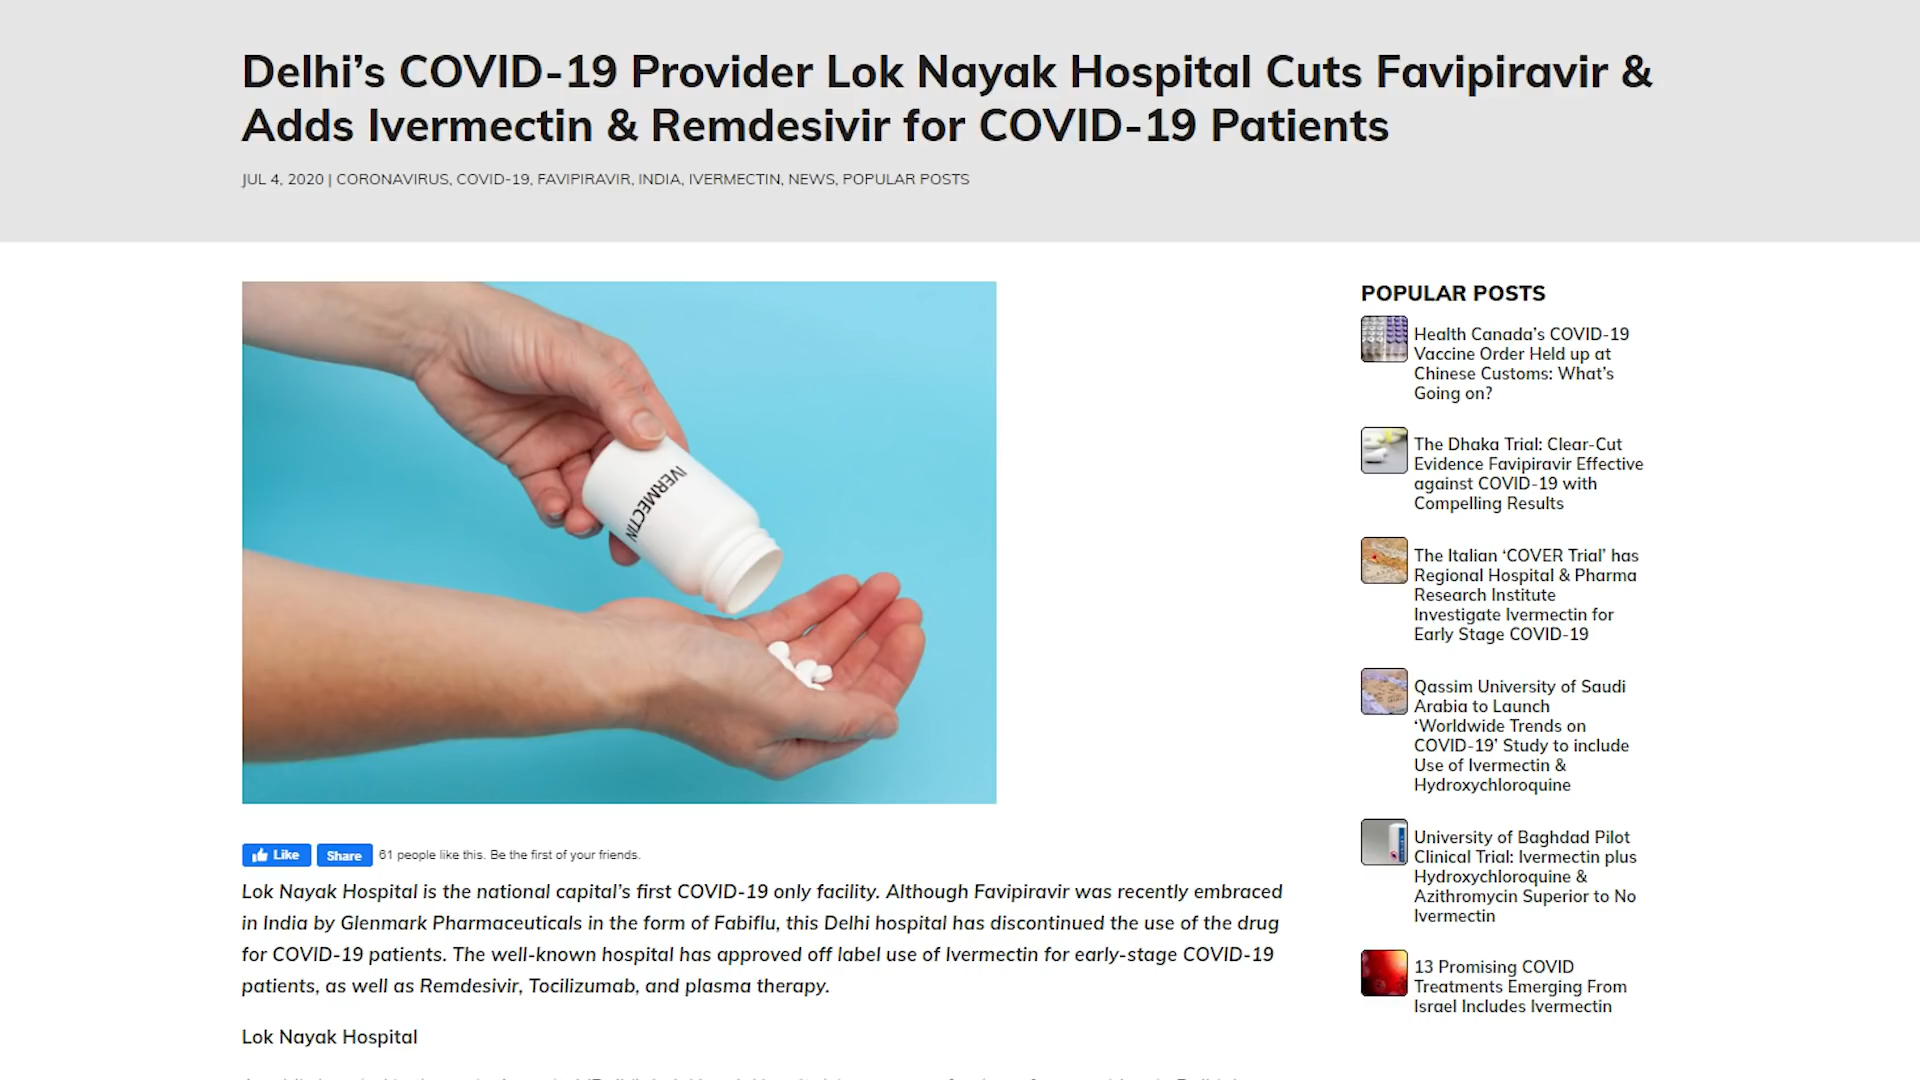 Delhi’s COVID-19 Provider Lok Nayak Hospital Cuts Favipiravir &
Adds Ivermectin & Remdesivir for COVID-19 Patients
JUL 4, 2020 | CORONAVIRUS, COVID-19, FAVIPIRAVIR, INDIA, IVERMECTIN, NEWS, POPULAR POSTS
IVERMECTIN
Like
Share
61 people like this. Be the first of your friends.
Lok Nayak Hospital is the national capital’s first COVID-19 only facility. Although Favipiravir was recently embraced
in India by Glenmark Pharmaceuticals in the form of Fabiflu, this Delhi hospital has discontinued the use of the drug
for COVID-19 patients. The well-known hospital has approved off label use of Ivermectin for early-stage COVID-19
patients, as well as Remdesivir, Tocilizumab, and plasma therapy.
Lok Nayak Hospital
POPULAR POSTS
Health Canada’s COVID-19
Vaccine Order Held up at
Chinese Customs: What’s
Going on?
The Dhaka Trial: Clear-Cut
Evidence Favipiravir Effective
against COVID-19 with
Compelling Results
The Italian ‘COVER Trial’ has
Regional Hospital & Pharma
Research Institute
Investigate Ivermectin for
Early Stage COVID-19
Qassim University of Saudi
Arabia to Launch
‘Worldwide Trends on
COVID-19’ Study to include
Use of Ivermectin &
Hydroxychloroquine
University of Baghdad Pilot
Clinical Trial: Ivermectin plus
Hydroxychloroquine &
Azithromycin Superior to No
Ivermectin
13 Promising COVID
Treatments Emerging From
Israel Includes Ivermectin